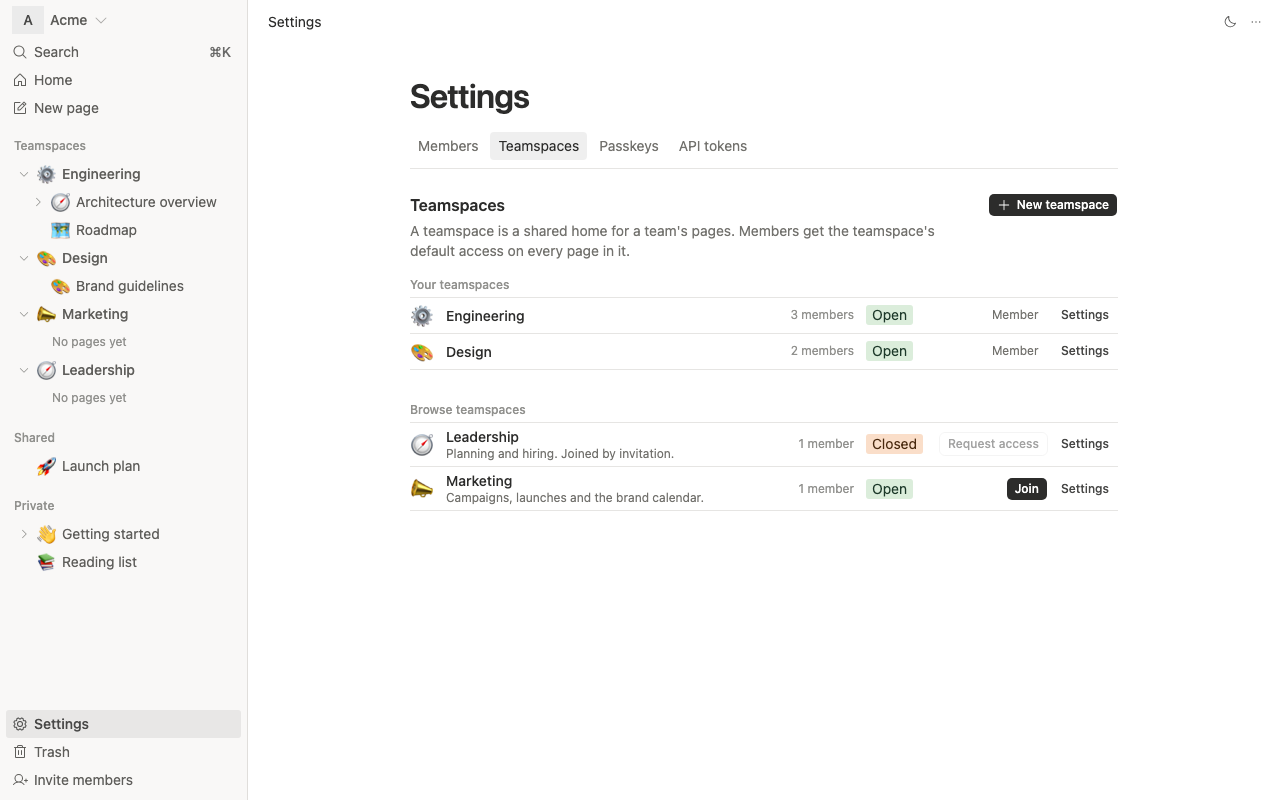 A Acme
Search ⌘K
Home
New page
Teamspaces
Engineering
Architecture overview
Roadmap
Design
Brand guidelines
Marketing
No pages yet
Leadership
No pages yet
Shared
Launch plan
Private
Getting started
Reading list
Settings
Trash
Invite members
Settings
Settings
Members Teamspaces Passkeys API tokens
Teamspaces
New teamspace
A teamspace is a shared home for a team's pages. Members get the teamspace's
default access on every page in it.
Your teamspaces
Engineering 3 members Open Member Settings
Design 2 members Open Member Settings
Browse teamspaces
Leadership 1 member Closed Request access Settings
Planning and hiring. Joined by invitation.
Marketing 1 member Open Join Settings
Campaigns, launches and the brand calendar.